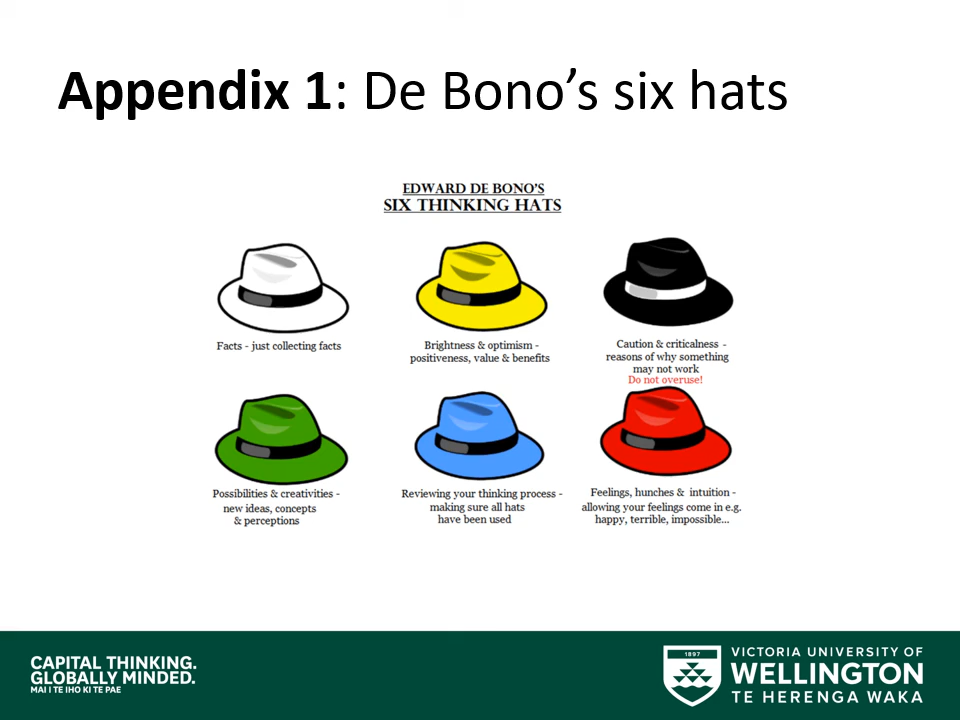 Appendix 1: De Bono’s six hats
EDWARD DE BONO'S
SIX THINKING HATS
Facts - just collecting facts
Brightness & optimism -
positiveness, value & benefits
Caution & criticalness -
reasons of why something
may not work
Do not overuse!
Possibilities & creativities -
new ideas, concepts
& perceptions
Reviewing your thinking process -
making sure all hats
have been used
Feelings, hunches & intuition -
allowing your feelings come in e.g.
happy, terrible, impossible...
CAPITAL THINKING.
GLOBALLY MINDED.
MAI I TE IHO KI TE PAE
1897
VICTORIA UNIVERSITY OF
WELLINGTON
TE HERENGA WAKA